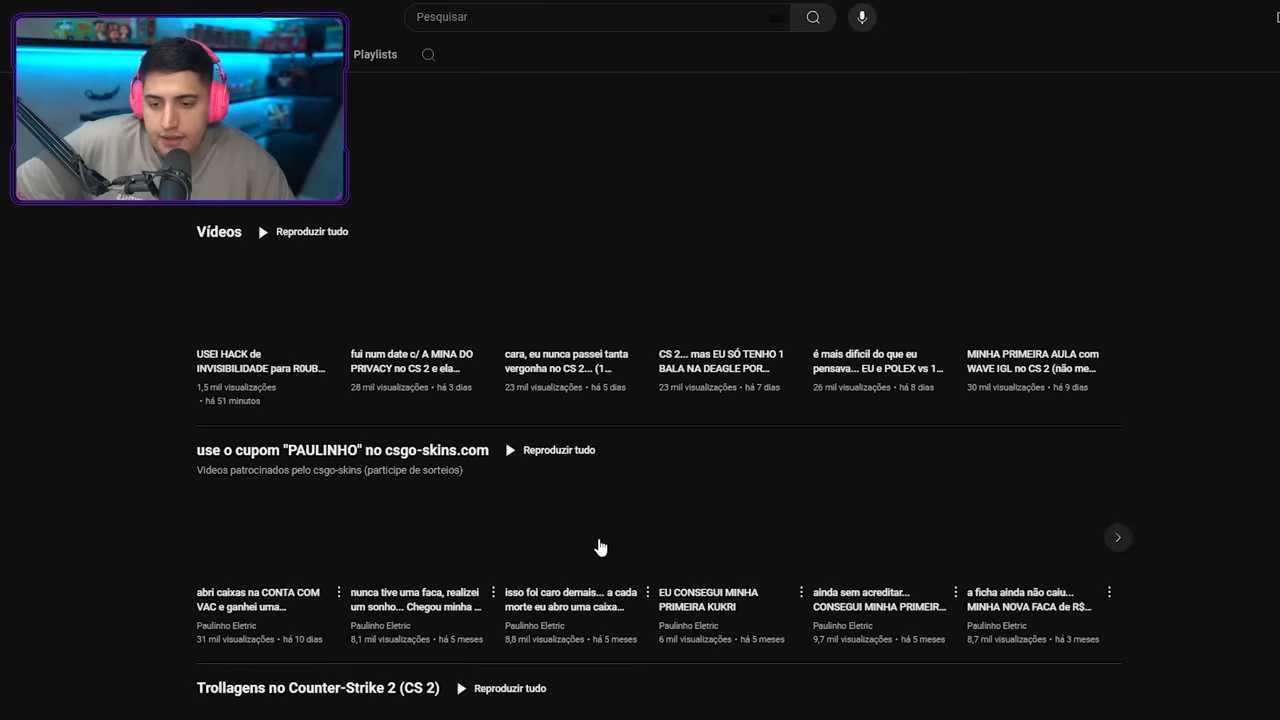 Pesquisar
Playlists
Vídeos
Reproduzir tudo
USEI HACK de
INVISIBILIDADE para R0UB...
1,5 mil visualizações
• há 51 minutos
fui num date c/ A MINA DO
PRIVACY no CS 2 e ela...
28 mil visualizações • há 3 dias
cara, eu nunca passei tanta
vergonha no CS 2... (1...
23 mil visualizações • há 5 dias
CS 2... mas EU SÓ TENHO 1
BALA NA DEAGLE POR...
23 mil visualizações • há 7 dias
é mais dificil do que eu
pensava... EU e POLEX vs 1...
26 mil visualizações • há 8 dias
MINHA PRIMEIRA AULA com
WAVE IGL no CS 2 (não me...
30 mil visualizações • há 9 dias
use o cupom "PAULINHO" no csgo-skins.com
Reproduzir tudo
Videos patrocinados pelo csgo-skins (participe de sorteios)
abri caixas na CONTA COM
VAC e ganhei uma...
Paulinho Eletric
31 mil visualizações • há 10 dias
nunca tive uma faca, realizei
um sonho... Chegou minha ...
Paulinho Eletric
8,1 mil visualizações • há 5 meses
isso foi caro demais... a cada
morte eu abro uma caixa...
Paulinho Eletric
8,8 mil visualizações • há 5 meses
EU CONSEGUI MINHA
PRIMEIRA KUKRI
Paulinho Eletric
6 mil visualizações • há 5 meses
ainda sem acreditar...
CONSEGUI MINHA PRIMEIR...
Paulinho Eletric
9,7 mil visualizações • há 5 meses
a ficha ainda não caiu...
MINHA NOVA FACA de R$...
Paulinho Eletric
8,7 mil visualizações • há 3 meses
Trollagens no Counter-Strike 2 (CS 2)
Reproduzir tudo